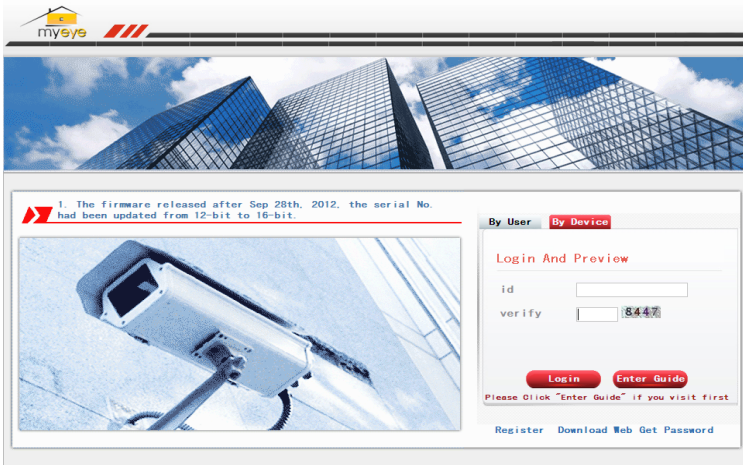 myeye
1. The firmware released after Sep 28th, 2012, the serial No.
had been updated from 12-bit to 16-bit.
By User By Device
Login And Preview
id
verify 8447
Login Enter Guide
Please Click "Enter Guide" if you visit first
Register Download Web Get Password